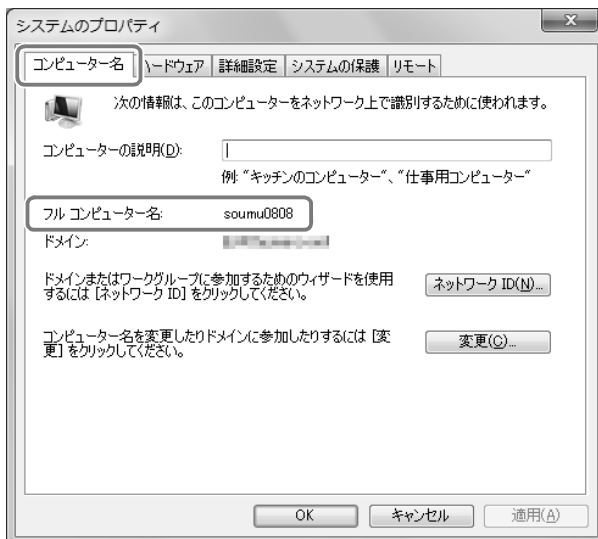 システムのプロパティ
x
コンピューター名 ハードウェア 詳細設定 システムの保護 リモート
次の情報は、このコンピューターをネットワーク上で識別するために使われます。
コンピューターの説明(D):
例: "キッチンのコンピューター"、"仕事用コンピューター"
フル コンピューター名: soumu0808
ドメイン:
ドメインまたはワークグループに参加するためのウィザードを使用
するには [ネットワーク ID] をクリックしてください。
ネットワーク ID(N)...
コンピューター名を変更したりドメインに参加したりするには [変
更] をクリックしてください。
変更(C)...
OK キャンセル 適用(A)